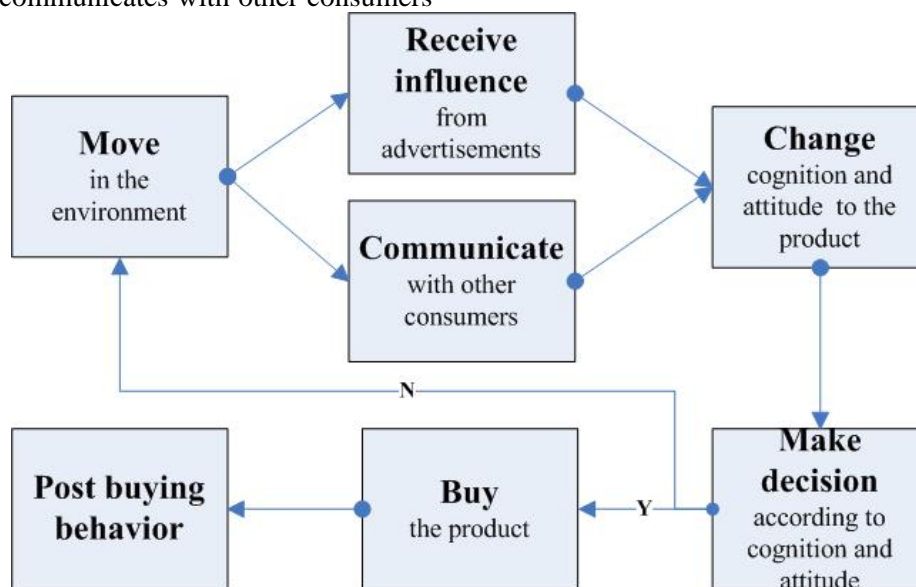 communicates with other consumers
Receive
influence
from
advertisements
Move
in the
environment
Change
cognition and
attitude to the
product
Communicate
with other
consumers
N
Post buying
behavior
Buy
the product
Y
Make
decision
according to
cognition and
attitude